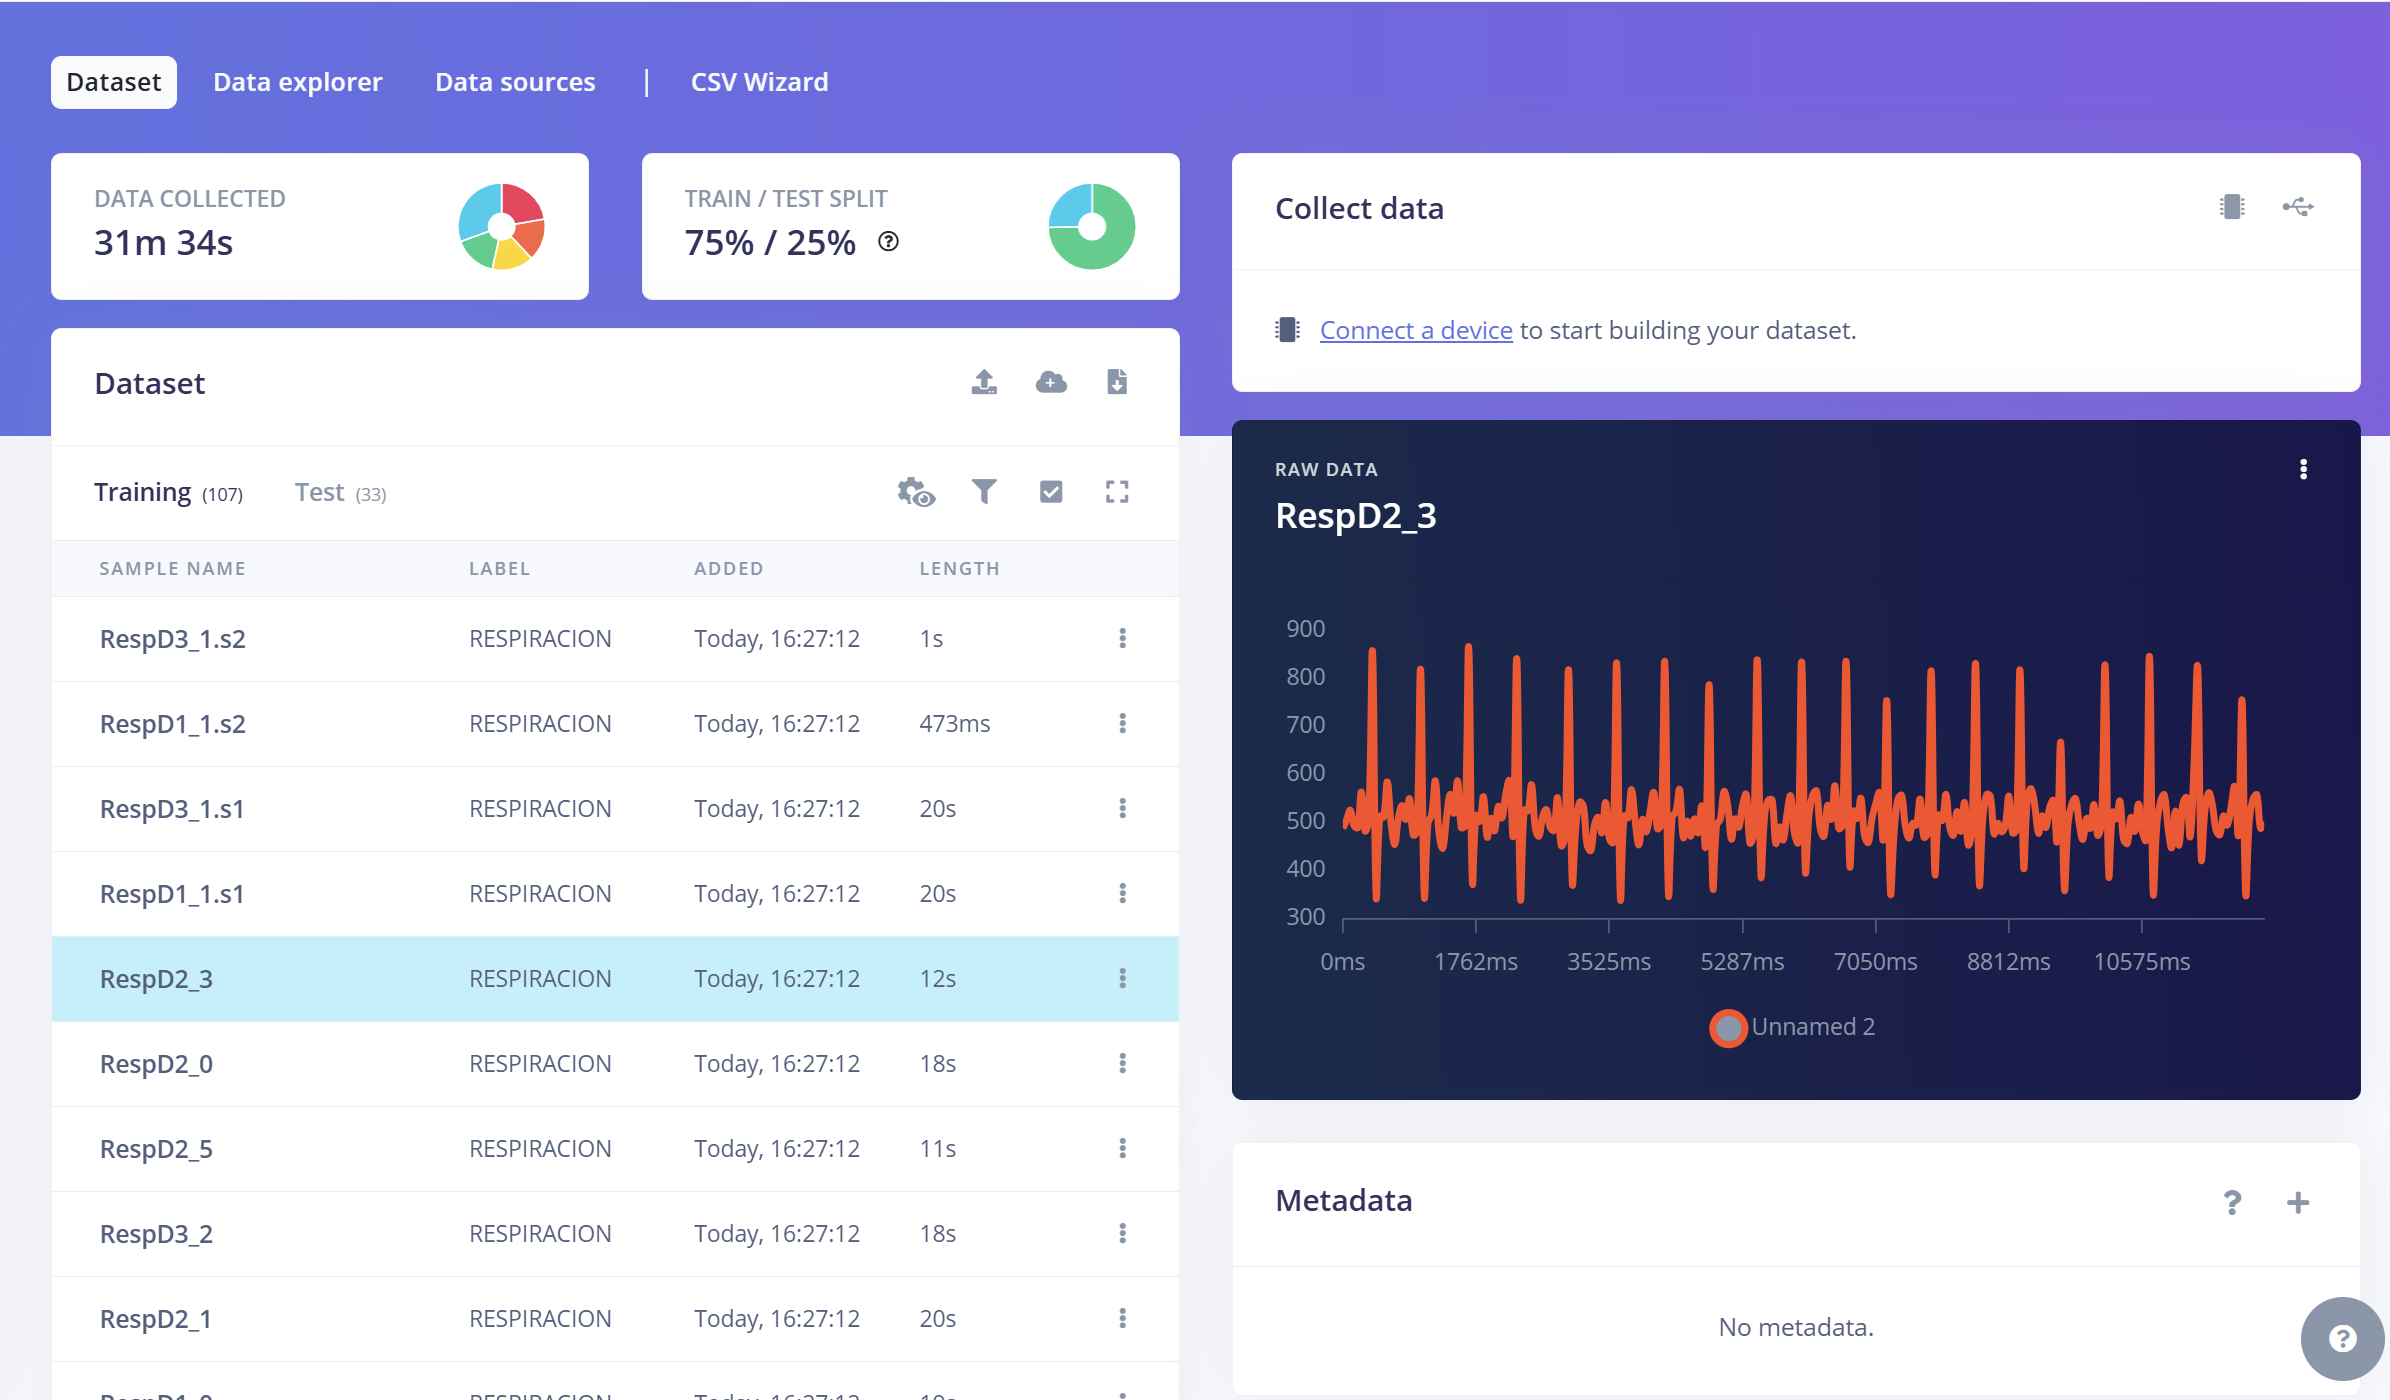 Dataset Data explorer Data sources | CSV Wizard
DATA COLLECTED
31m 34s
TRAIN / TEST SPLIT
75% / 25%
Collect data
Connect a device to start building your dataset.
Dataset
Training (107) Test (33)
SAMPLE NAME LABEL ADDED LENGTH
RespD3_1.s2 RESPIRACION Today, 16:27:12 1s
RespD1_1.s2 RESPIRACION Today, 16:27:12 473ms
RespD3_1.s1 RESPIRACION Today, 16:27:12 20s
RespD1_1.s1 RESPIRACION Today, 16:27:12 20s
RespD2_3 RESPIRACION Today, 16:27:12 12s
RespD2_0 RESPIRACION Today, 16:27:12 18s
RespD2_5 RESPIRACION Today, 16:27:12 11s
RespD3_2 RESPIRACION Today, 16:27:12 18s
RespD2_1 RESPIRACION Today, 16:27:12 20s
RAW DATA
RespD2_3
900
800
700
600
500
400
300
0ms 1762ms 3525ms 5287ms 7050ms 8812ms 10575ms
Unnamed 2
Metadata
No metadata.